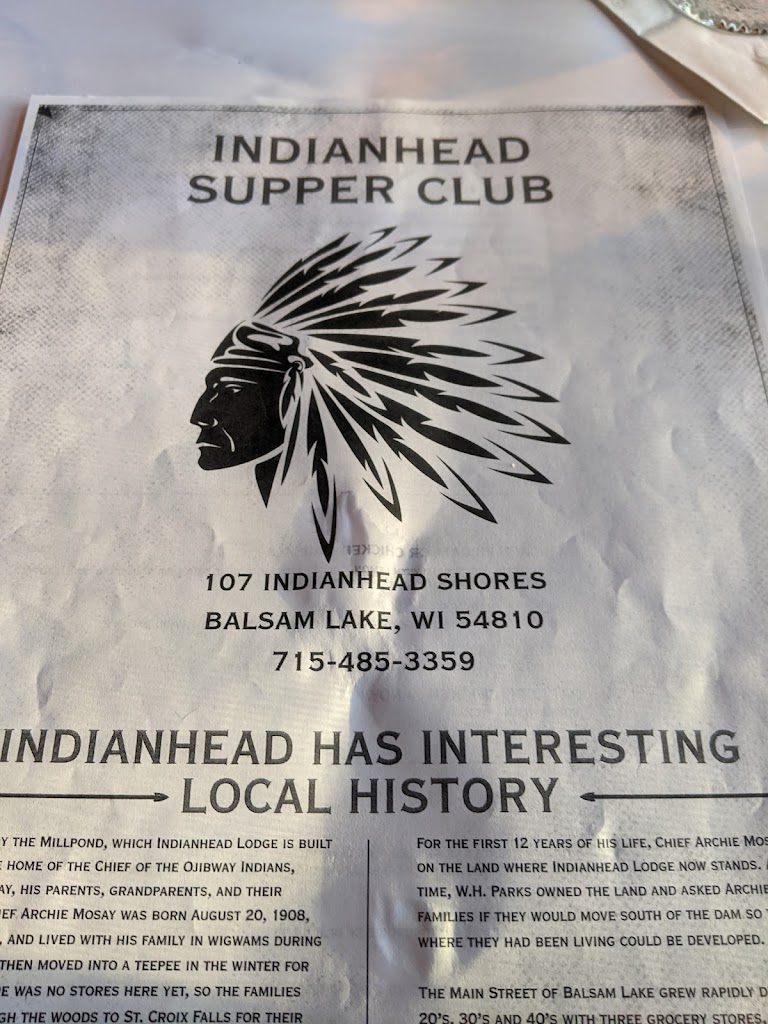 INDIANHEAD
SUPPER CLUB
107 INDIANHEAD SHORES
BALSAM LAKE, WI 54810
715-485-3359
INDIANHEAD HAS INTERESTING
LOCAL HISTORY
Y THE MILLPOND, WHICH INDIANHEAD LODGE IS BUILT
HOME OF THE CHIEF OF THE OJIBWAY INDIANS,
AY, HIS PARENTS, GRANDPARENTS, AND THEIR
EF ARCHIE MOSAY WAS BORN AUGUST 20, 1908,
, AND LIVED WITH HIS FAMILY IN WIGWAMS DURING
THEN MOVED INTO A TEEPEE IN THE WINTER FOR
E WAS NO STORES HERE YET, SO THE FAMILIES
GH THE WOODS TO ST. CROIX FALLS FOR THEIR
FOR THE FIRST 12 YEARS OF HIS LIFE, CHIEF ARCHIE MOS
ON THE LAND WHERE INDIANHEAD LODGE NOW STANDS.
TIME, W.H. PARKS OWNED THE LAND AND ASKED ARCHIE
FAMILIES IF THEY WOULD MOVE SOUTH OF THE DAM SO
WHERE THEY HAD BEEN LIVING COULD BE DEVELOPED.
THE MAIN STREET OF BALSAM LAKE GREW RAPIDLY D
20'S, 30'S AND 40'S WITH THREE GROCERY STORES,